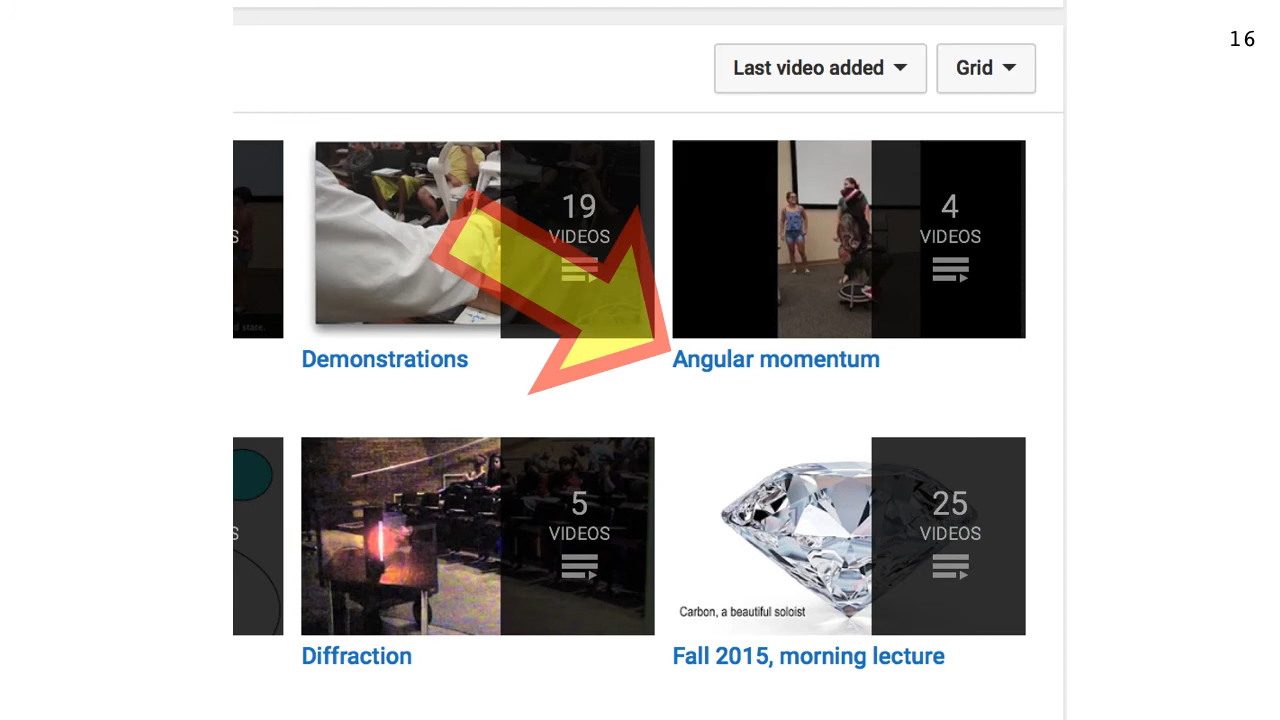 16
Last video added
Grid
S
19
VIDEOS
4
VIDEOS
l state.
Demonstrations
Angular momentum
S
5
VIDEOS
25
VIDEOS
Carbon, a beautiful soloist
Diffraction
Fall 2015, morning lecture